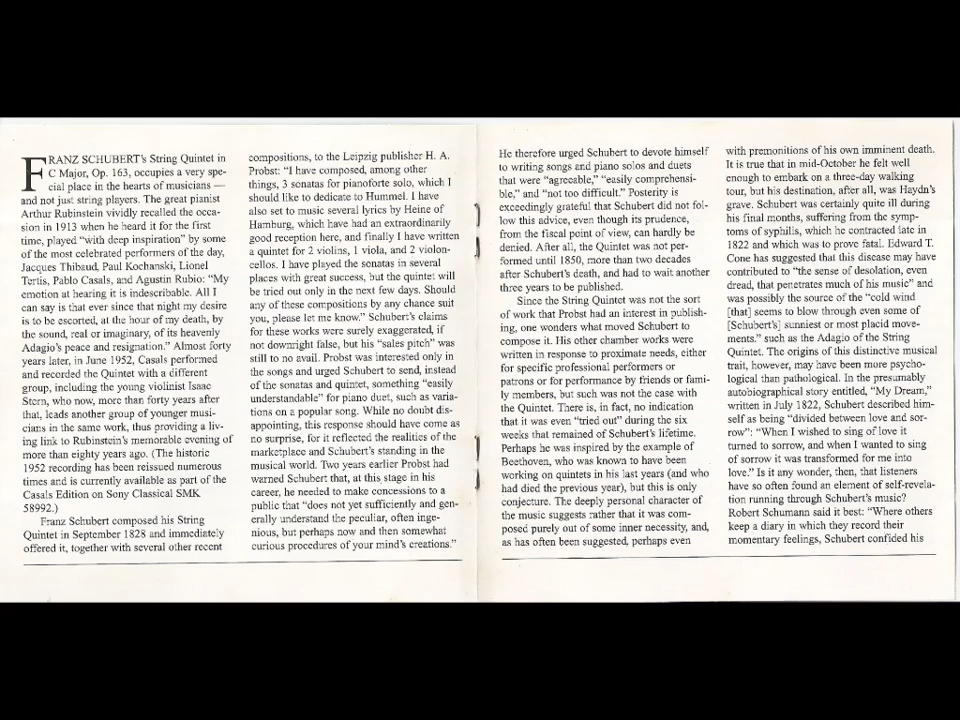 FRANZ SCHUBERT's String Quintet in
C Major, Op. 163, occupies a very spe-
cial place in the hearts of musicians —
and not just string players. The great pianist
Arthur Rubinstein vividly recalled the occa-
sion in 1913 when he heard it for the first
time, played “with deep inspiration” by some
of the most celebrated performers of the day,
Jacques Thibaud, Paul Kochanski, Lionel
Tertis, Pablo Casals, and Agustin Rubio: “My
emotion at hearing it is indescribable. All I
can say is that ever since that night my desire
is to be escorted, at the hour of my death, by
the sound, real or imaginary, of its heavenly
Adagio's peace and resignation.” Almost forty
years later, in June 1952, Casals performed
and recorded the Quintet with a different
group, including the young violinist Isaac
Stern, who now, more than forty years after
that, leads another group of younger musi-
cians in the same work, thus providing a liv-
ing link to Rubinstein's memorable evening of
more than eighty years ago. (The historic
1952 recording has been reissued numerous
times and is currently available as part of the
Casals Edition on Sony Classical SMK
58992.)
Franz Schubert composed his String
Quintet in September 1828 and immediately
offered it, together with several other recent
compositions, to the Leipzig publisher H. A.
Probst: “I have composed, among other
things, 3 sonatas for pianoforte solo, which I
should like to dedicate to Hummel. I have
also set to music several lyrics by Heine of
Hamburg, which have had an extraordinarily
good reception here, and finally I have written
a quintet for 2 violins, 1 viola, and 2 violon-
cellos. I have played the sonatas in several
places with great success, but the quintet will
be tried out only in the next few days. Should
any of these compositions by any chance suit
you, please let me know.” Schubert's claims
for these works were surely exaggerated, if
not downright false, but his “sales pitch” was
still to no avail. Probst was interested only in
the songs and urged Schubert to send, instead
of the sonatas and quintet, something “easily
understandable” for piano duet, such as varia-
tions on a popular song. While no doubt dis-
appointing, this response should have come as
no surprise, for it reflected the realities of the
marketplace and Schubert's standing in the
musical world. Two years earlier Probst had
warned Schubert that, at this stage in his
career, he needed to make concessions to a
public that “does not yet sufficiently and gen-
erally understand the peculiar, often inge-
nious, but perhaps now and then somewhat
curious procedures of your mind's creations.”
He therefore urged Schubert to devote himself
to writing songs and piano solos and duets
that were “agreeable,” “easily comprehensi-
ble,” and “not too difficult.” Posterity is
exceedingly grateful that Schubert did not fol-
low this advice, even though its prudence,
from the fiscal point of view, can hardly be
denied. After all, the Quintet was not per-
formed until 1850, more than two decades
after Schubert's death, and had to wait another
three years to be published.
Since the String Quintet was not the sort
of work that Probst had an interest in publish-
ing, one wonders what moved Schubert to
compose it. His other chamber works were
written in response to proximate needs, either
for specific professional performers or
patrons or for performance by friends or fami-
ly members, but such was not the case with
the Quintet. There is, in fact, no indication
that it was even “tried out” during the six
weeks that remained of Schubert's lifetime.
Perhaps he was inspired by the example of
Beethoven, who was known to have been
working on quintets in his last years (and who
had died the previous year), but this is only
conjecture. The deeply personal character of
the music suggests rather that it was com-
posed purely out of some inner necessity, and,
as has often been suggested, perhaps even
with premonitions of his own imminent death.
It is true that in mid-October he felt well
enough to embark on a three-day walking
tour, but his destination, after all, was Haydn's
grave. Schubert was certainly quite ill during
his final months, suffering from the symp-
toms of syphilis, which he contracted late in
1822 and which was to prove fatal. Edward T.
Cone has suggested that this disease may have
contributed to “the sense of desolation, even
dread, that penetrates much of his music” and
was possibly the source of the “cold wind
[that] seems to blow through even some of
[Schubert's] sunniest or most placid move-
ments.” such as the Adagio of the String
Quintet. The origins of this distinctive musical
trait, however, may have been more psycho-
logical than pathological. In the presumably
autobiographical story entitled, “My Dream,”
written in July 1822, Schubert described him-
self as being “divided between love and sor-
row”: “When I wished to sing of love it
turned to sorrow, and when I wanted to sing
of sorrow it was transformed for me into
love.” Is it any wonder, then, that listeners
have so often found an element of self-revela-
tion running through Schubert's music?
Robert Schumann said it best: “Where others
keep a diary in which they record their
momentary feelings, Schubert confided his